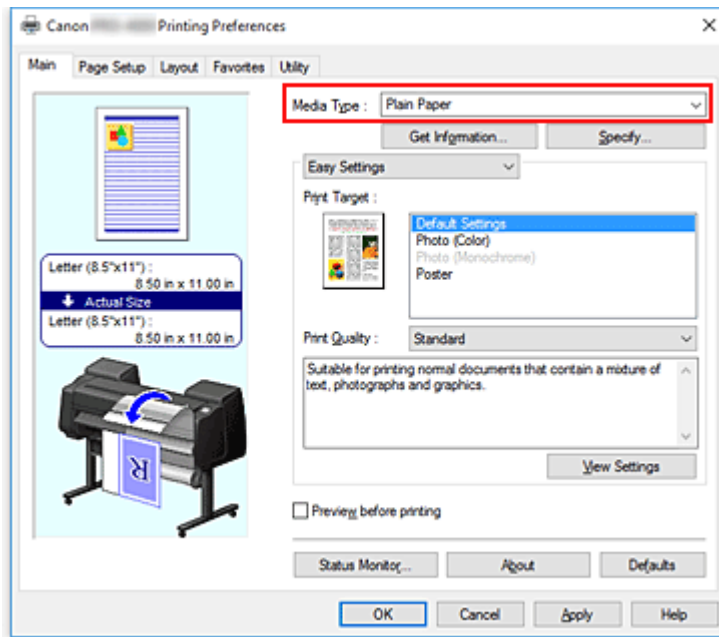 Canon Printing Preferences
Main Page Setup Layout Favorites Utility
Media Type : Plain Paper
Get Information... Specify...
Easy Settings
Print Target :
Default Settings
Photo (Color)
Photo (Monochrome)
Poster
Letter (8.5"x11") :
8.50 in x 11.00 in
Actual Size
Letter (8.5"x11") :
8.50 in x 11.00 in
Print Quality : Standard
Suitable for printing normal documents that contain a mixture of
text, photographs and graphics.
R
View Settings
Preview before printing
Status Monitor... About Defaults
OK Cancel Apply Help